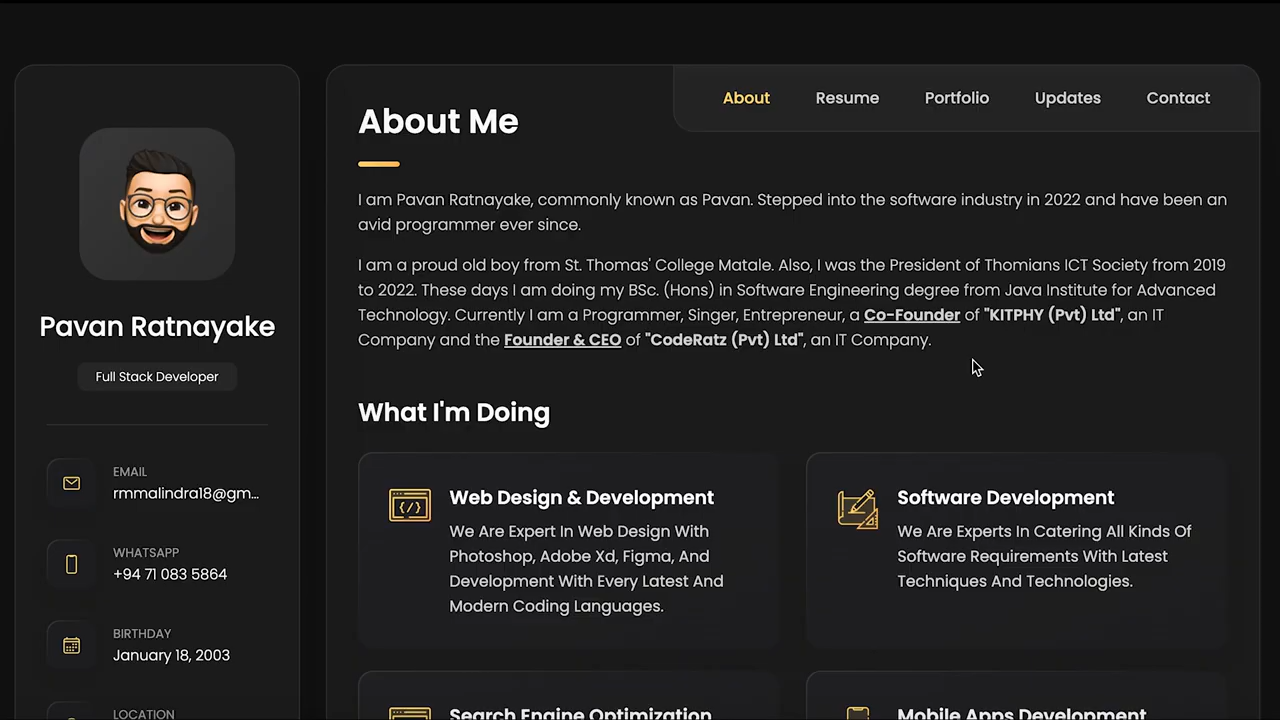 Pavan Ratnayake
Full Stack Developer
EMAIL
rmmalindra18@gm...
WHATSAPP
+94 71 083 5864
BIRTHDAY
January 18, 2003
LOCATION
About Resume Portfolio Updates Contact
About Me
I am Pavan Ratnayake, commonly known as Pavan. Stepped into the software industry in 2022 and have been an
avid programmer ever since.
I am a proud old boy from St. Thomas' College Matale. Also, I was the President of Thomians ICT Society from 2019
to 2022. These days I am doing my BSc. (Hons) in Software Engineering degree from Java Institute for Advanced
Technology. Currently I am a Programmer, Singer, Entrepreneur, a Co-Founder of "KITPHY (Pvt) Ltd", an IT
Company and the Founder & CEO of "CodeRatz (Pvt) Ltd", an IT Company.
What I'm Doing
Web Design & Development
We Are Expert In Web Design With
Photoshop, Adobe Xd, Figma, And
Development With Every Latest And
Modern Coding Languages.
Software Development
We Are Experts In Catering All Kinds Of
Software Requirements With Latest
Techniques And Technologies.
Search Engine Optimization
Mobile Apps Development